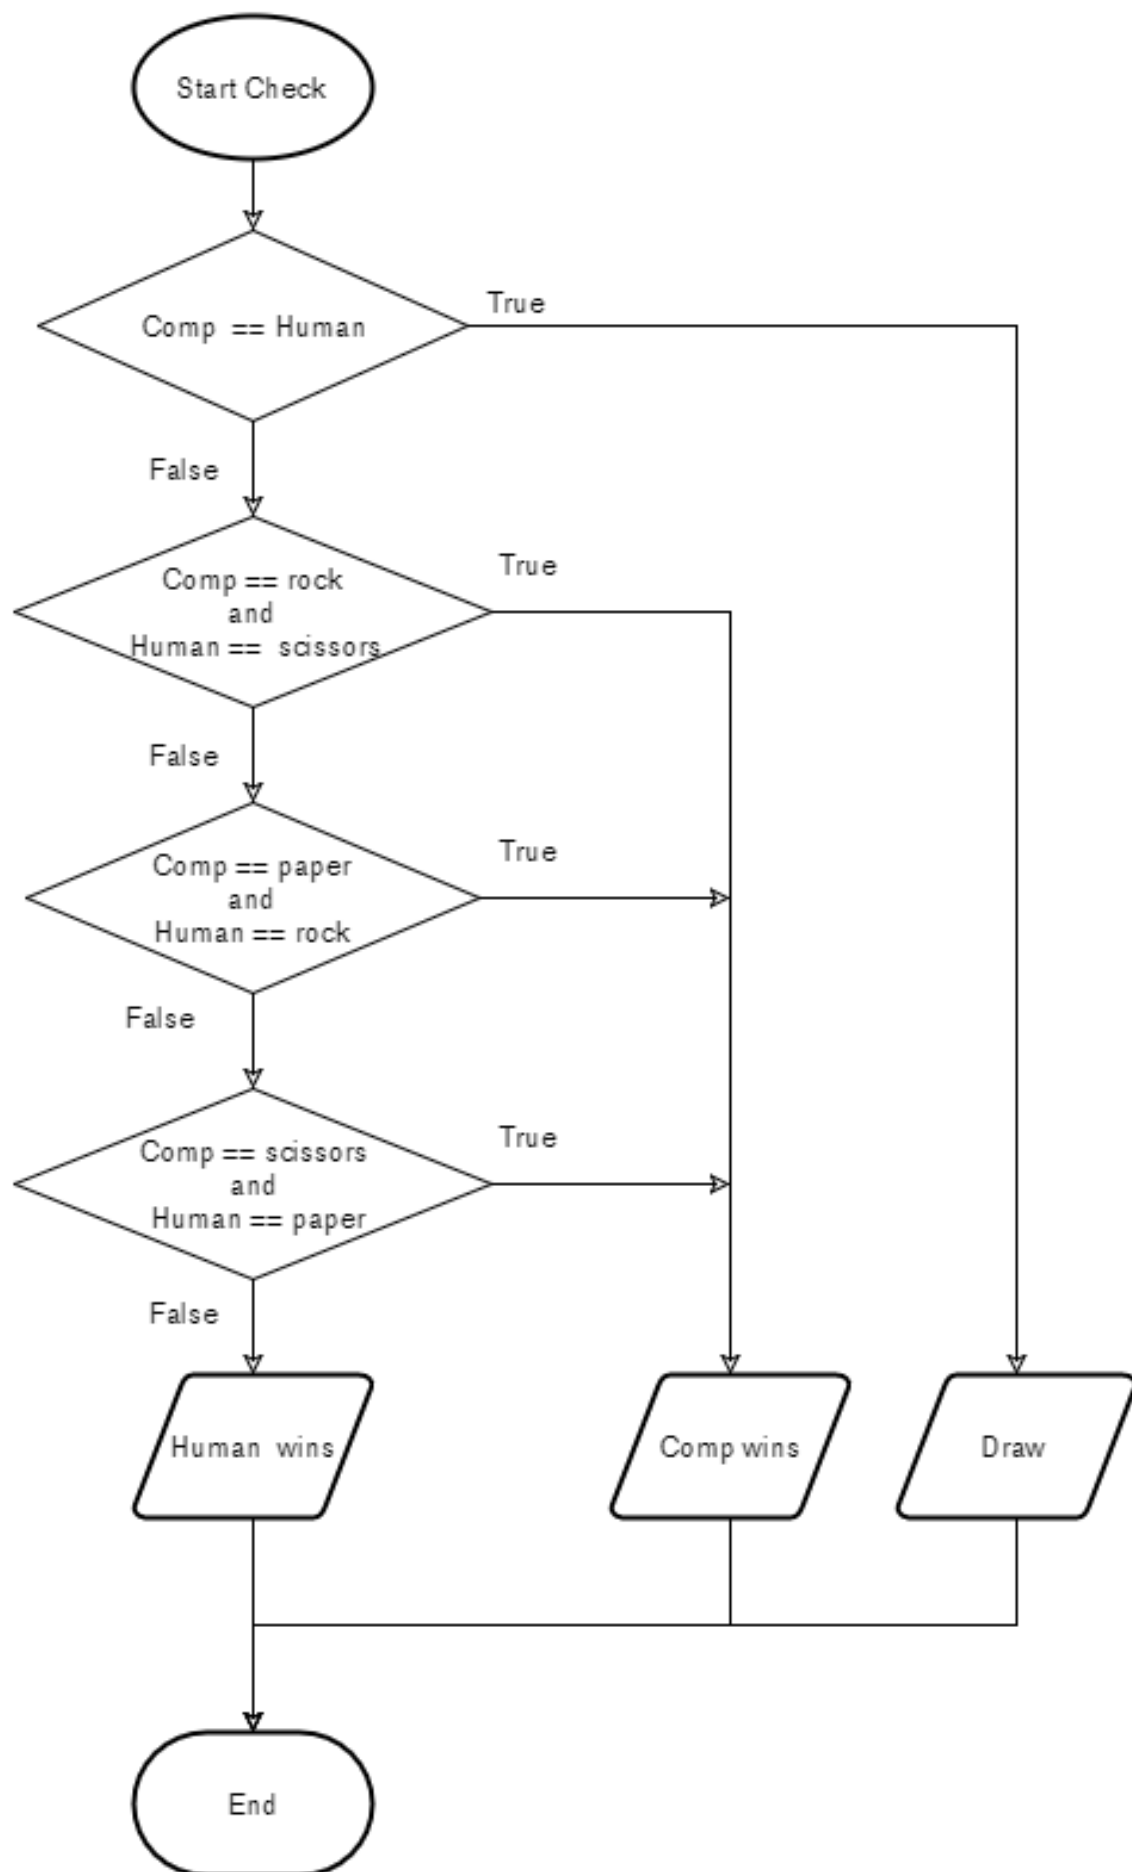 Start Check
Comp == Human
True
False
Comp == rock
and
Human == scissors
True
False
Comp == paper
and
Human == rock
True
False
Comp == scissors
and
Human == paper
True
False
Human wins
Comp wins
Draw
End